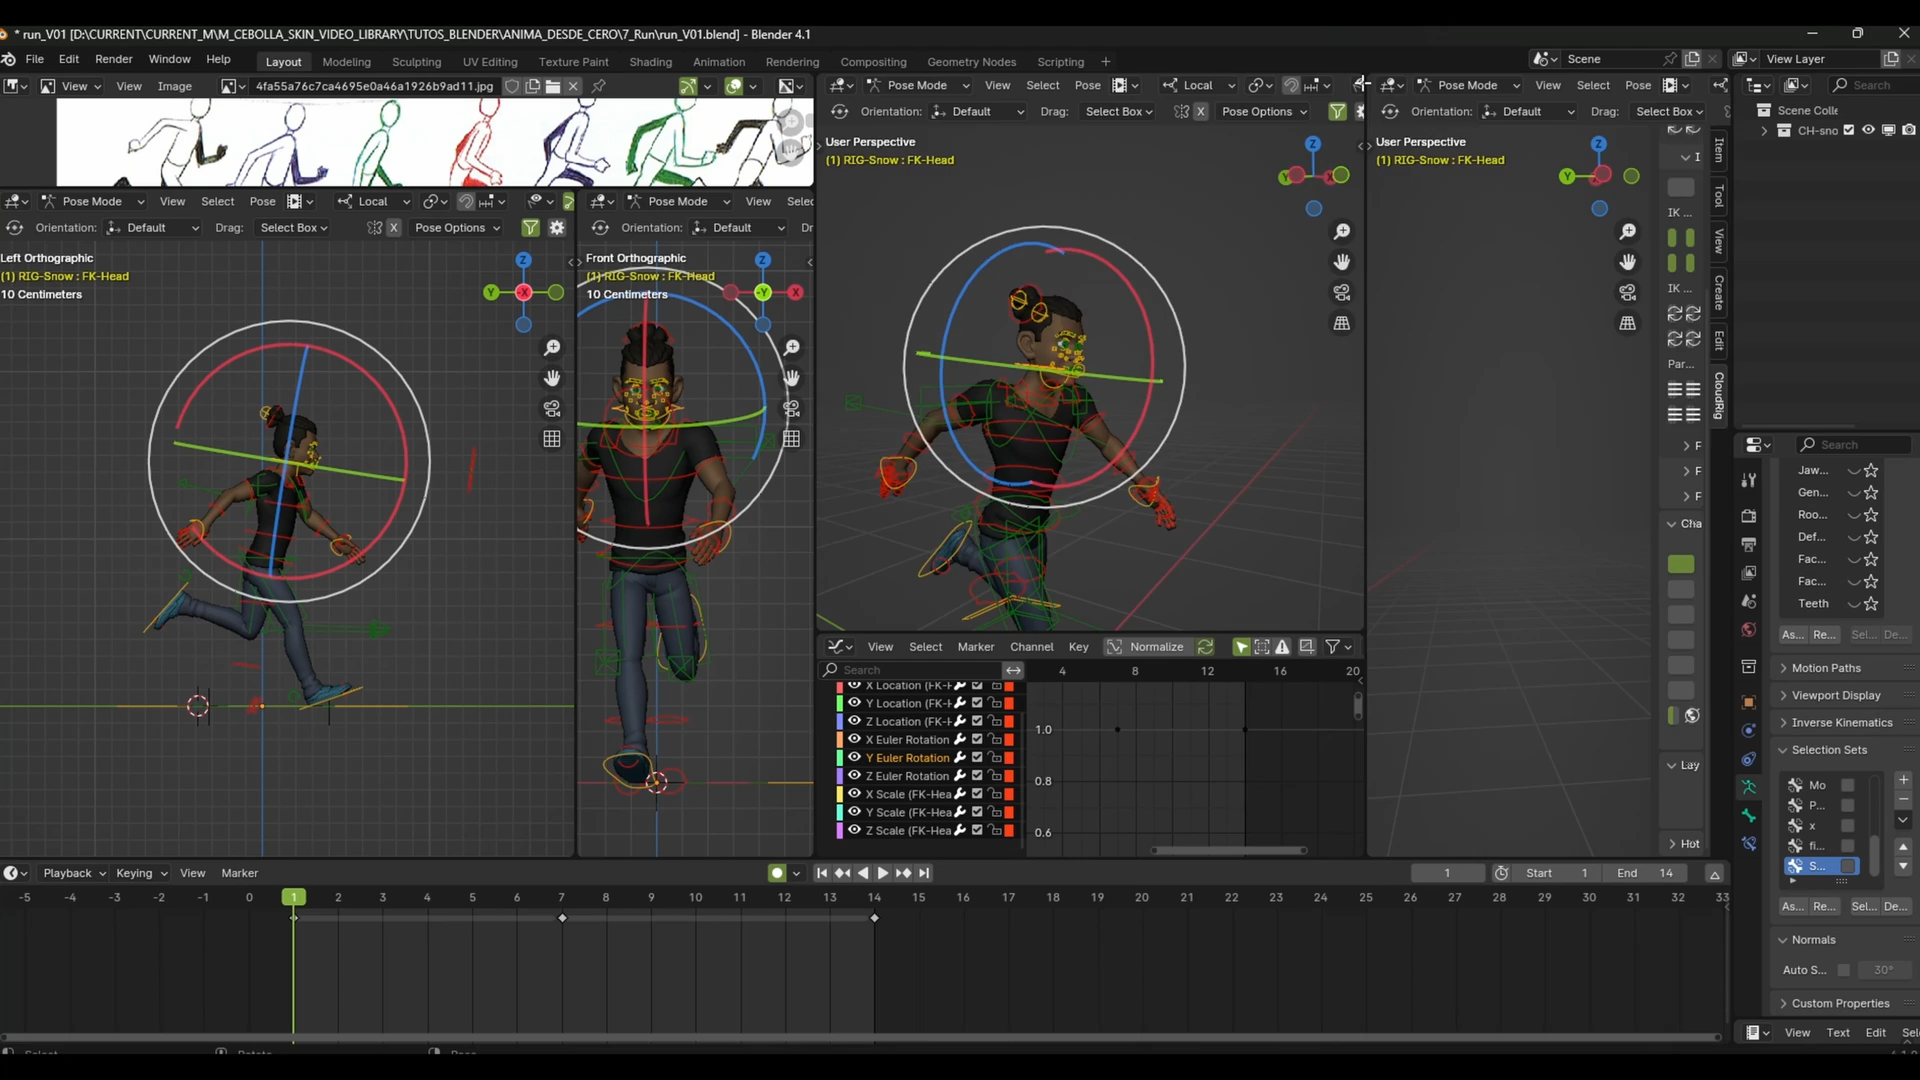 * run_V01 [D:\CURRENT\CURRENT_M\M_CEBOLLA_SKIN_VIDEO_LIBRARY\TUTOS_BLENDER\ANIMA_DESDE_CERO\7_Run\run_V01.blend] - Blender 4.1
File Edit Render Window Help Layout Modeling Sculpting UV Editing Texture Paint Shading Animation Rendering Compositing Geometry Nodes Scripting + Scene View Layer
View View Image 4fa55a76c7ca4695e0a46a1926b9ad11.jpg
Pose Mode View Select Pose Local
Orientation: Default Drag: Select Box X Pose Options
User Perspective
(1) RIG-Snow : FK-Head
Pose Mode View Select Pose
Orientation: Default Drag: Select Box
User Perspective
(1) RIG-Snow : FK-Head
Search
Scene Colle
CH-sno
Pose Mode View Select Pose Local
Orientation: Default Drag: Select Box X Pose Options
Left Orthographic
(1) RIG-Snow : FK-Head
10 Centimeters
Pose Mode View Selec
Orientation: Default Dr
Front Orthographic
(1) RIG-Snow : FK-Head
10 Centimeters
Z
Y
-X
Z
-Y
X
Z
Y
X
Z
Y
I
IK ...
IK ...
Par...
F
F
F
Cha
Lay
Hot
Item
Tool
View
Create
Edit
CloudRig
View Select Marker Channel Key Normalize
Search
4 8 12 16 20
X Location (FK-H
Y Location (FK-H
Z Location (FK-H
X Euler Rotation
Y Euler Rotation
Z Euler Rotation
X Scale (FK-Hea
Y Scale (FK-Hea
Z Scale (FK-Hea
1.0
0.8
0.6
Search
Jaw...
Gen...
Roo...
Def...
Fac...
Fac...
Teeth
As... Re... Sel... De...
Motion Paths
Viewport Display
Inverse Kinematics
Selection Sets
Mo
P...
x
fi...
S...
As... Re... Sel... De...
Normals
Auto S... 30°
Custom Properties
View Text Edit Sel
Playback Keying View Marker 1 Start 1 End 14
-5 -4 -3 -2 -1 0 1 2 3 4 5 6 7 8 9 10 11 12 13 14 15 16 17 18 19 20 21 22 23 24 25 26 27 28 29 30 31 32 33